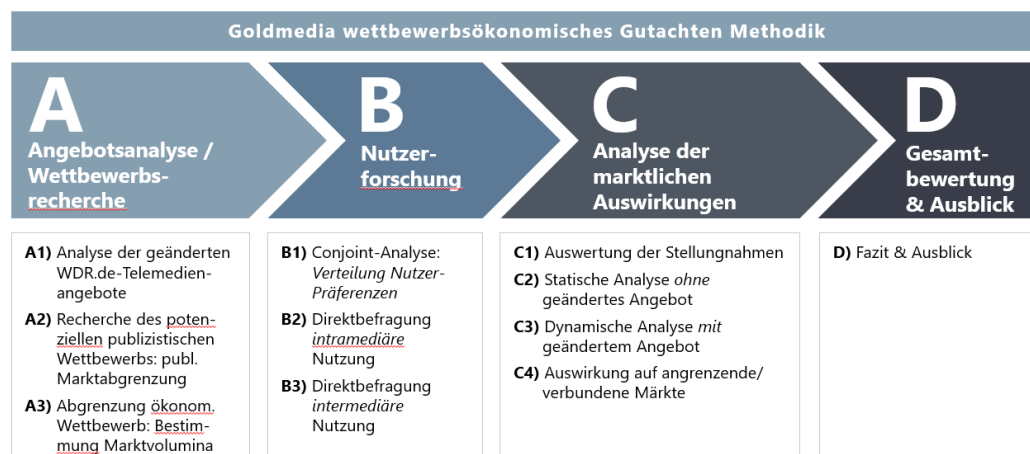 Goldmedia wettbewerbsökonomisches Gutachten Methodik
A
Angebotsanalyse /
Wettbewerbs-
recherche
B
Nutzer-
forschung
C
Analyse der
marktlichen
Auswirkungen
D
Gesamt-
bewertung
& Ausblick
A1) Analyse der geänderten
WDR.de-Telemedien-
angebote
A2) Recherche des poten-
ziellen publizistischen
Wettbewerbs: publ.
Marktabgrenzung
A3) Abgrenzung ökonom.
Wettbewerb: Bestim-
mung Marktvolumina
B1) Conjoint-Analyse:
Verteilung Nutzer-
Präferenzen
B2) Direktbefragung
intramediäre
Nutzung
B3) Direktbefragung
intermediäre
Nutzung
C1) Auswertung der Stellungnahmen
C2) Statische Analyse ohne
geändertes Angebot
C3) Dynamische Analyse mit
geändertem Angebot
C4) Auswirkung auf angrenzende/
verbundene Märkte
D) Fazit & Ausblick